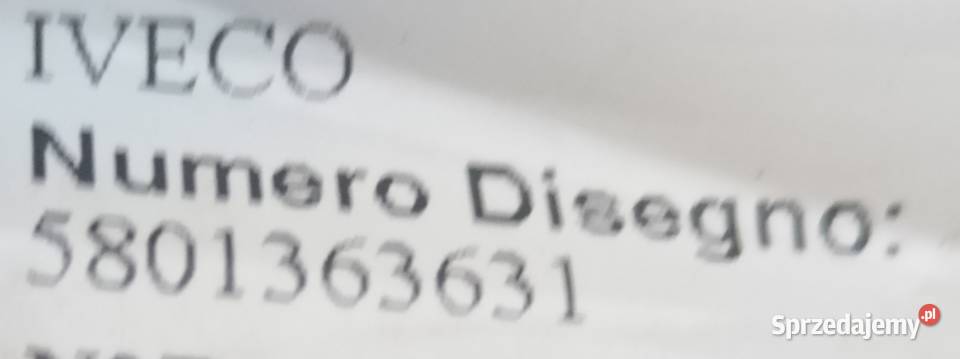 IVECO
Numero Disegno:
5801363631
Sprzedajemy.pl